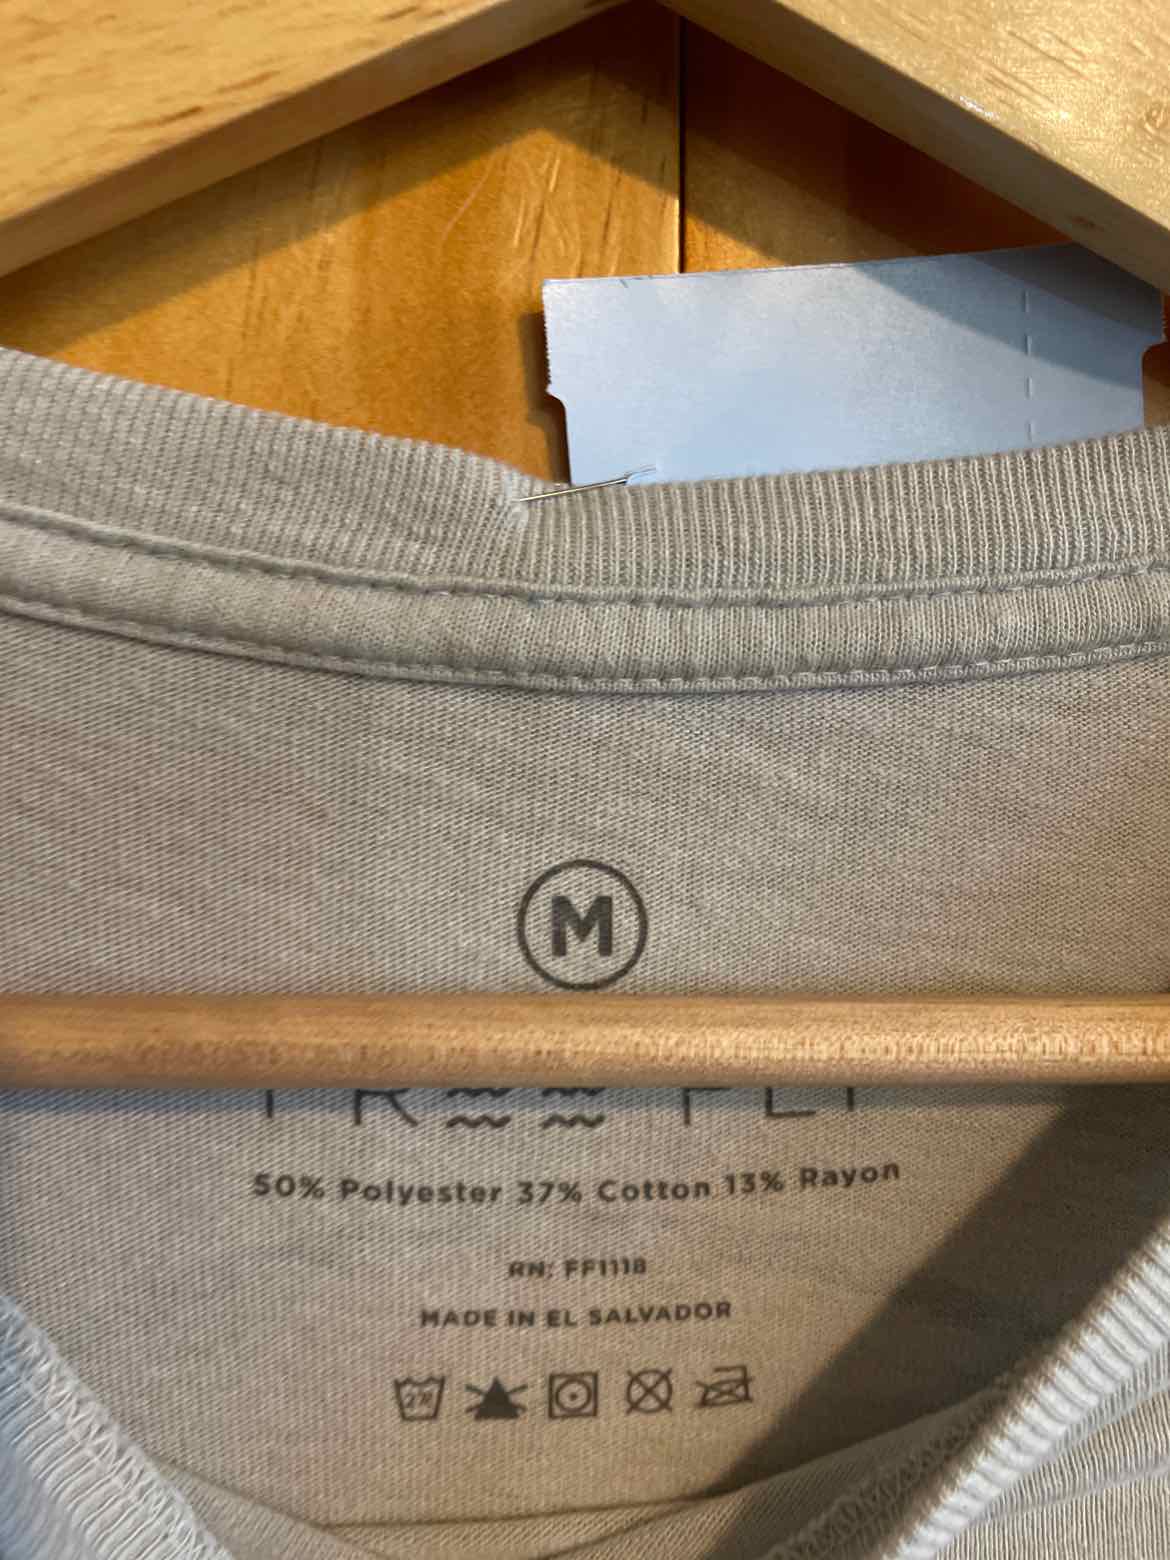 M
50% Polyester 37% Cotton 13% Rayon
RN: FF1118
MADE IN EL SALVADOR